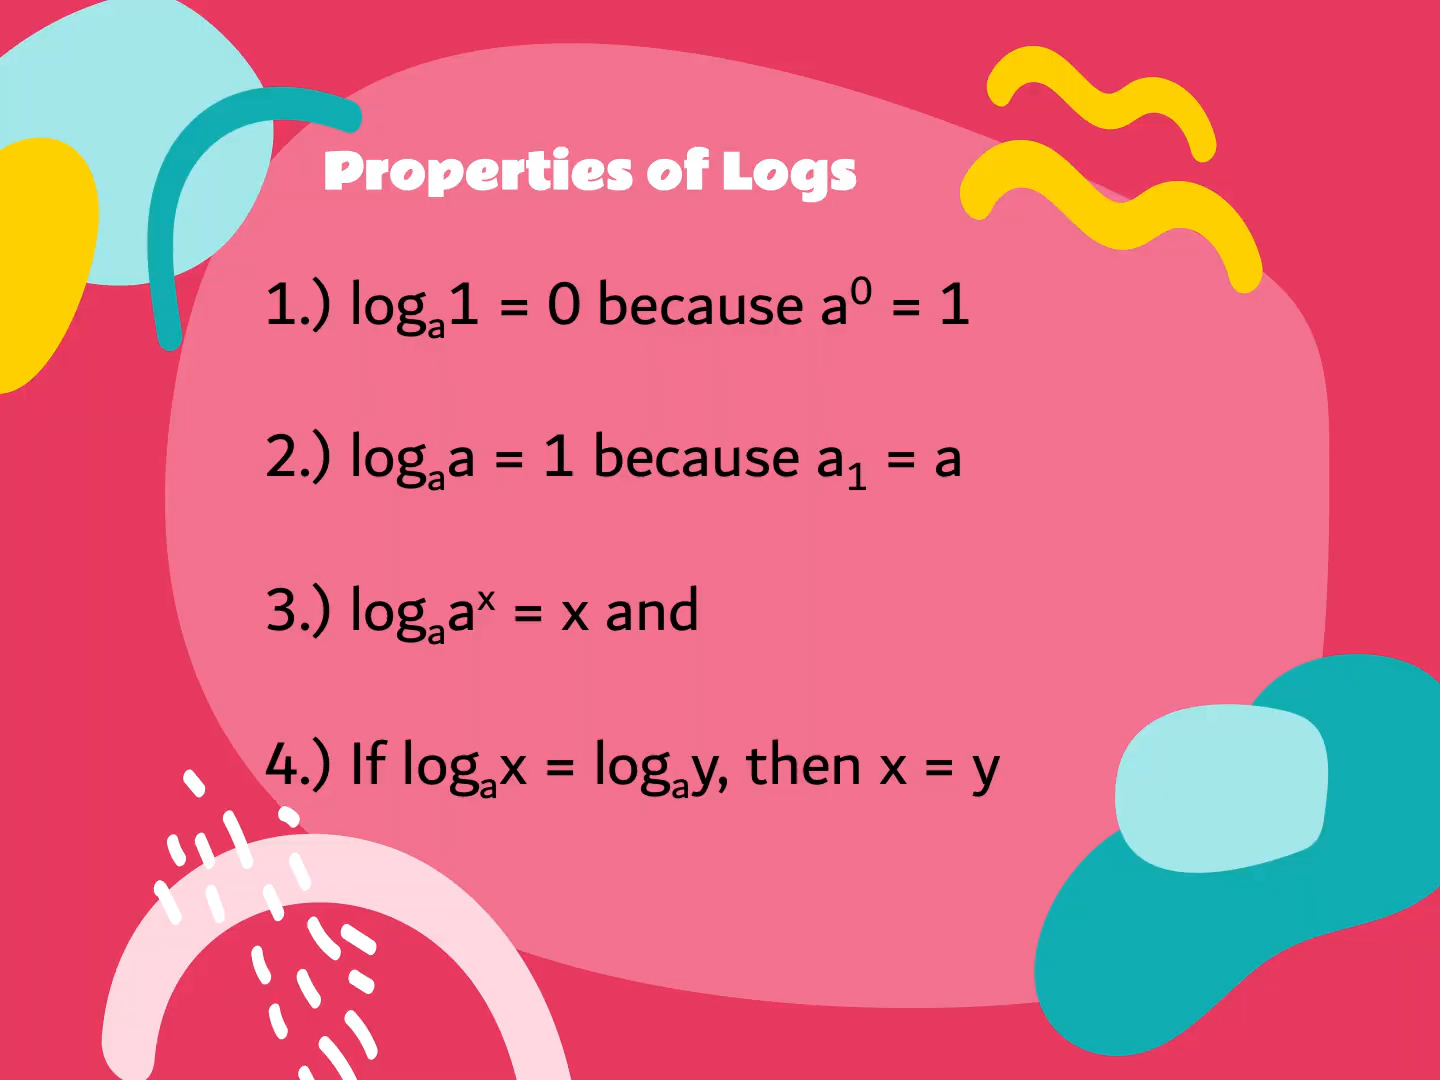 Properties of Logs
1.) logₐ1 = 0 because a⁰ = 1
2.) logₐa = 1 because a₁ = a
3.) logₐaˣ = x and
4.) If logₐx = logₐy, then x = y